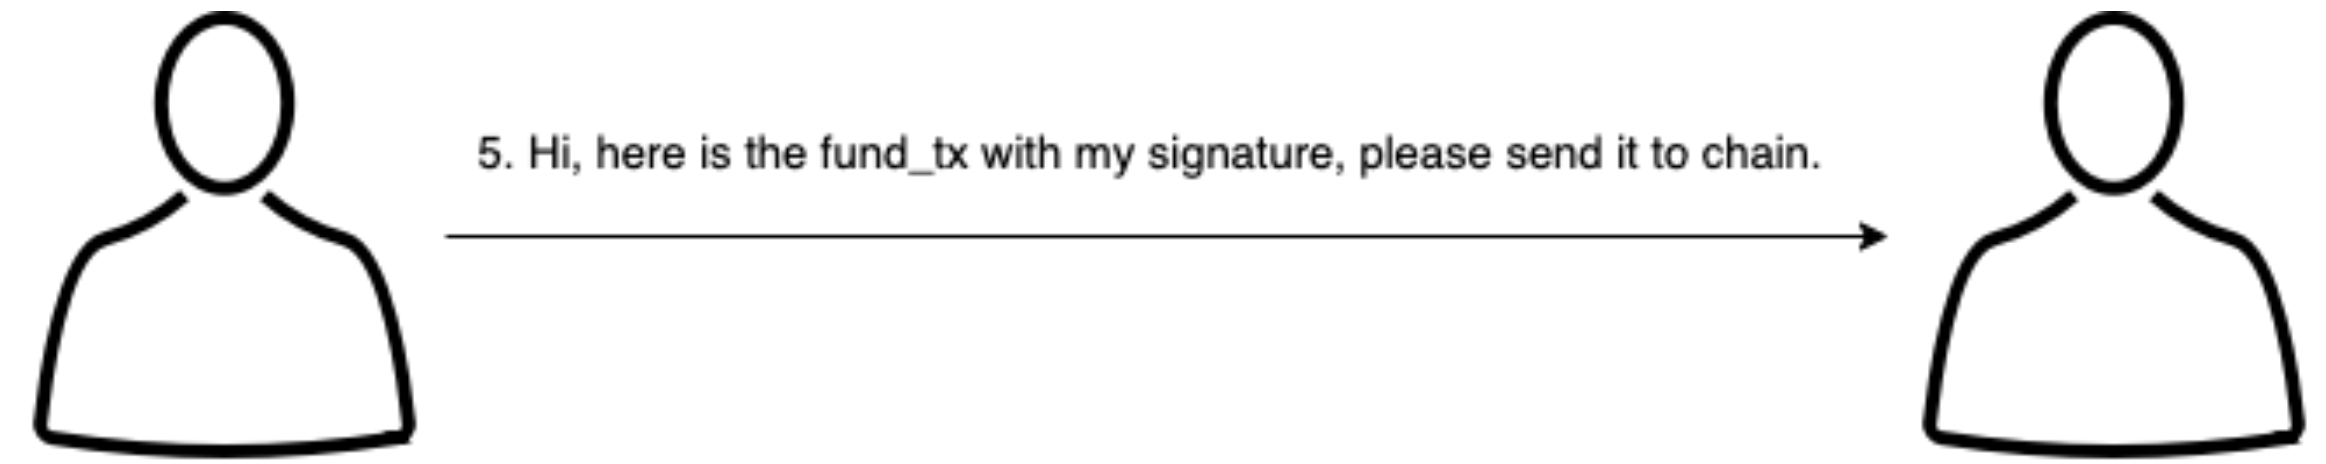 5. Hi, here is the fund_tx with my signature, please send it to chain.